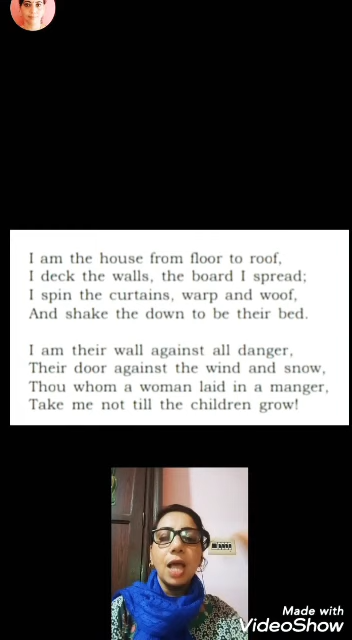 I am the house from floor to roof,
I deck the walls, the board I spread;
I spin the curtains, warp and woof,
And shake the down to be their bed.
I am their wall against all danger,
Their door against the wind and snow,
Thou whom a woman laid in a manger,
Take me not till the children grow!
Made with
VideoShow